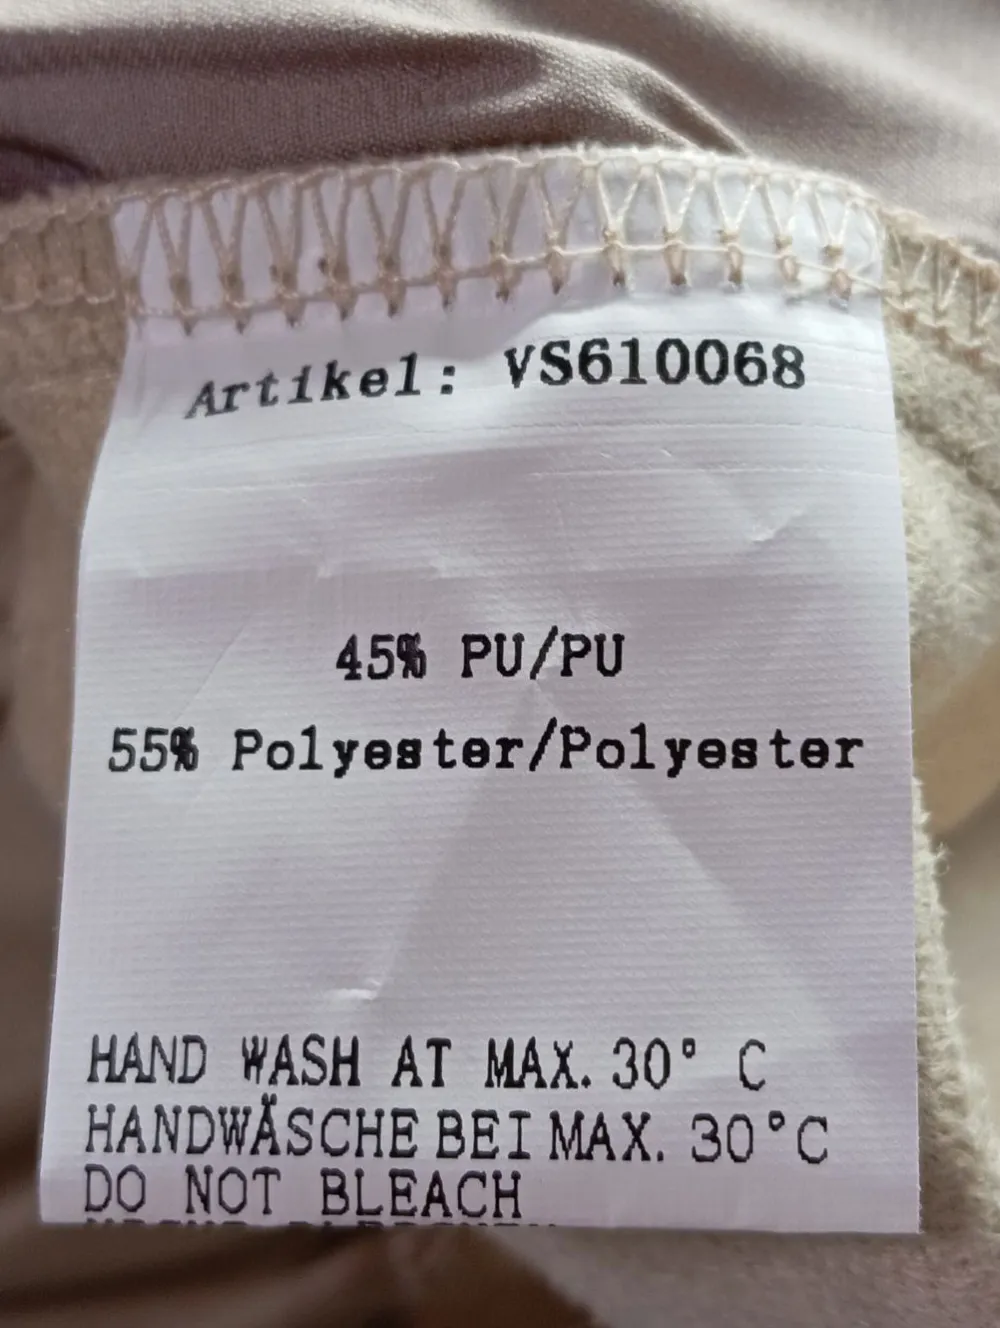 Artikel: VS610068
45% PU/PU
55% Polyester/Polyester
HAND WASH AT MAX. 30° C
HANDWÄSCHE BEI MAX. 30°C
DO NOT BLEACH